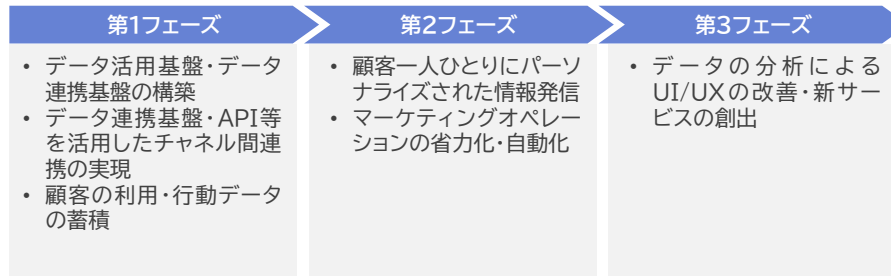 第1フェーズ
• データ活用基盤・データ
連携基盤の構築
• データ連携基盤・API等
を活用したチャネル間連
携の実現
• 顧客の利用・行動データ
の蓄積
第2フェーズ
• 顧客一人ひとりにパーソ
ナライズされた情報発信
• マーケティングオペレー
ションの省力化・自動化
第3フェーズ
• データの分析による
UI/UXの改善・新サー
ビスの創出